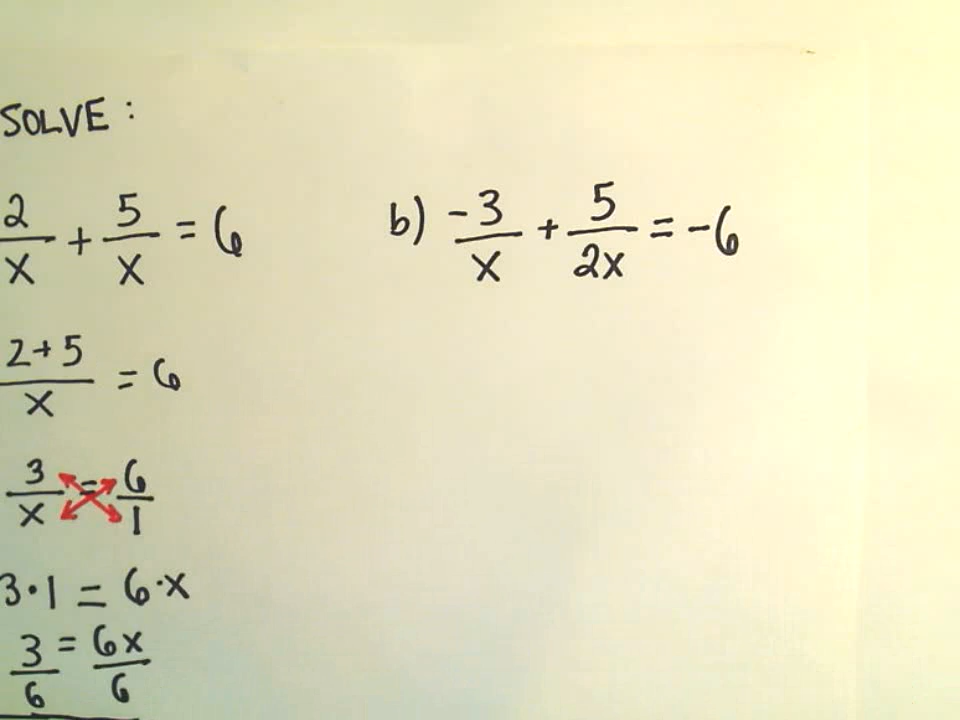 SOLVE:
2/x + 5/x = 6
(2+5)/x = 6
3/x = 6/1
3·1 = 6·x
3/6 = 6x/6
b) -3/x + 5/2x = -6